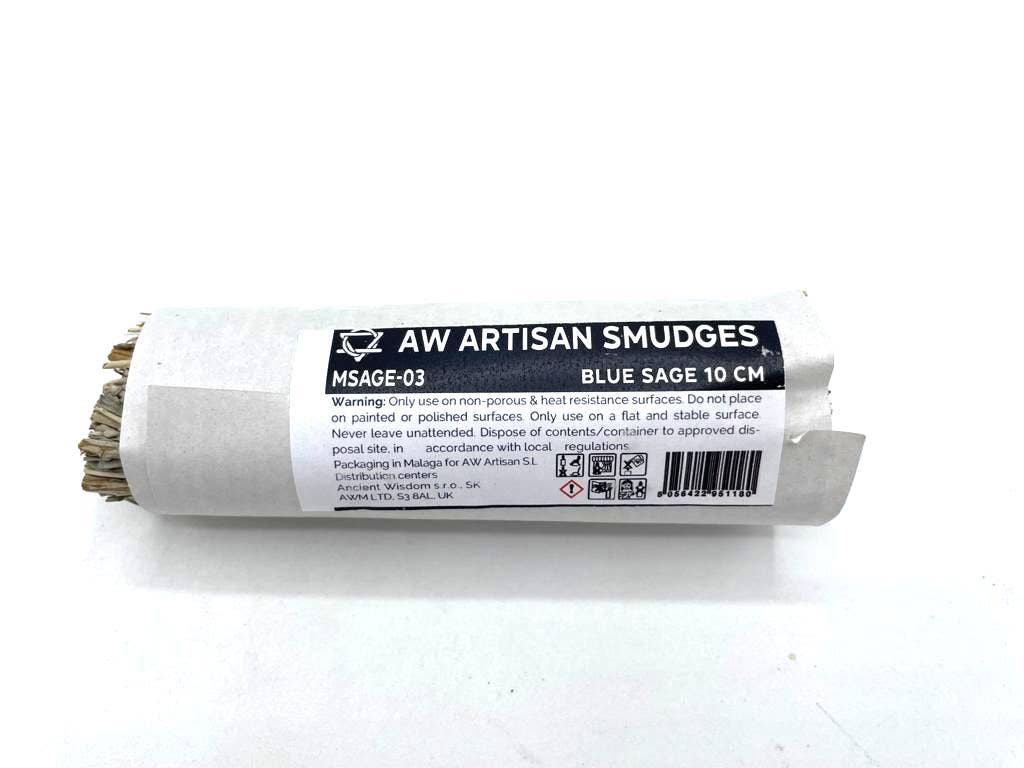 AW ARTISAN SMUDGES
MSAGE-03 BLUE SAGE 10 CM
Warning: Only use on non-porous & heat resistance surfaces. Do not place
on painted or polished surfaces. Only use on a flat and stable surface.
Never leave unattended. Dispose of contents/container to approved dis-
posal site, in accordance with local regulations
Packaging in Malaga for AW Artisan S.L
Distribution centers
Ancient Wisdom s.r.o., SK
AWM LTD, S3 8AL, UK
5 056422 951180